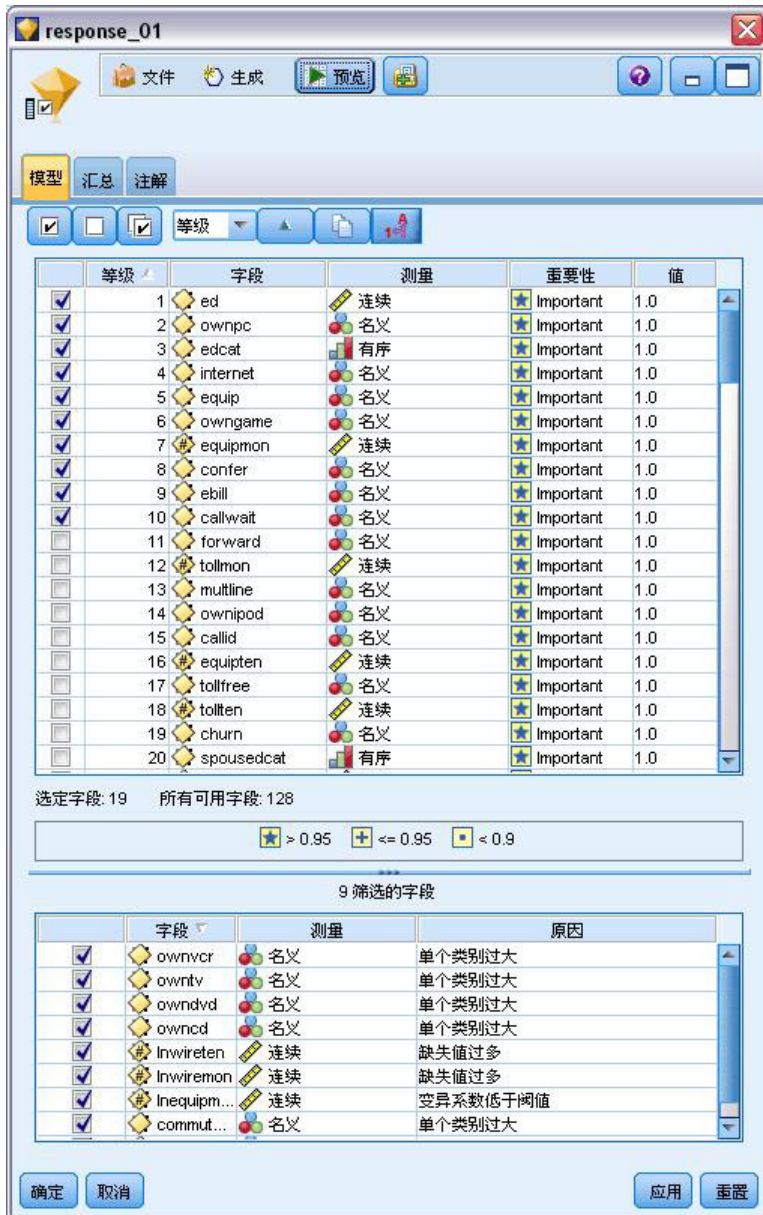 response_01
文件 生成 预览
模型 汇总 注解
等级
等级 字段 测量 重要性 值
1 ed 连续 Important 1.0
2 ownpc 名义 Important 1.0
3 edcat 有序 Important 1.0
4 internet 名义 Important 1.0
5 equip 名义 Important 1.0
6 owngame 名义 Important 1.0
7 equipmon 连续 Important 1.0
8 confer 名义 Important 1.0
9 ebill 名义 Important 1.0
10 callwait 名义 Important 1.0
11 forward 名义 Important 1.0
12 tollmon 连续 Important 1.0
13 multline 名义 Important 1.0
14 ownipod 名义 Important 1.0
15 callid 名义 Important 1.0
16 equipten 连续 Important 1.0
17 tollfree 名义 Important 1.0
18 tollten 连续 Important 1.0
19 churn 名义 Important 1.0
20 spousedcat 有序 Important 1.0
选定字段: 19 所有可用字段: 128
> 0.95 <= 0.95 < 0.9
9 筛选的字段
字段 测量 原因
ownvcr 名义 单个类别过大
owntv 名义 单个类别过大
owndvd 名义 单个类别过大
owncd 名义 单个类别过大
lnwireten 连续 缺失值过多
lnwiremon 连续 缺失值过多
lnequipm... 连续 变异系数低于阀值
commut... 名义 单个类别过大
确定 取消 应用 重置